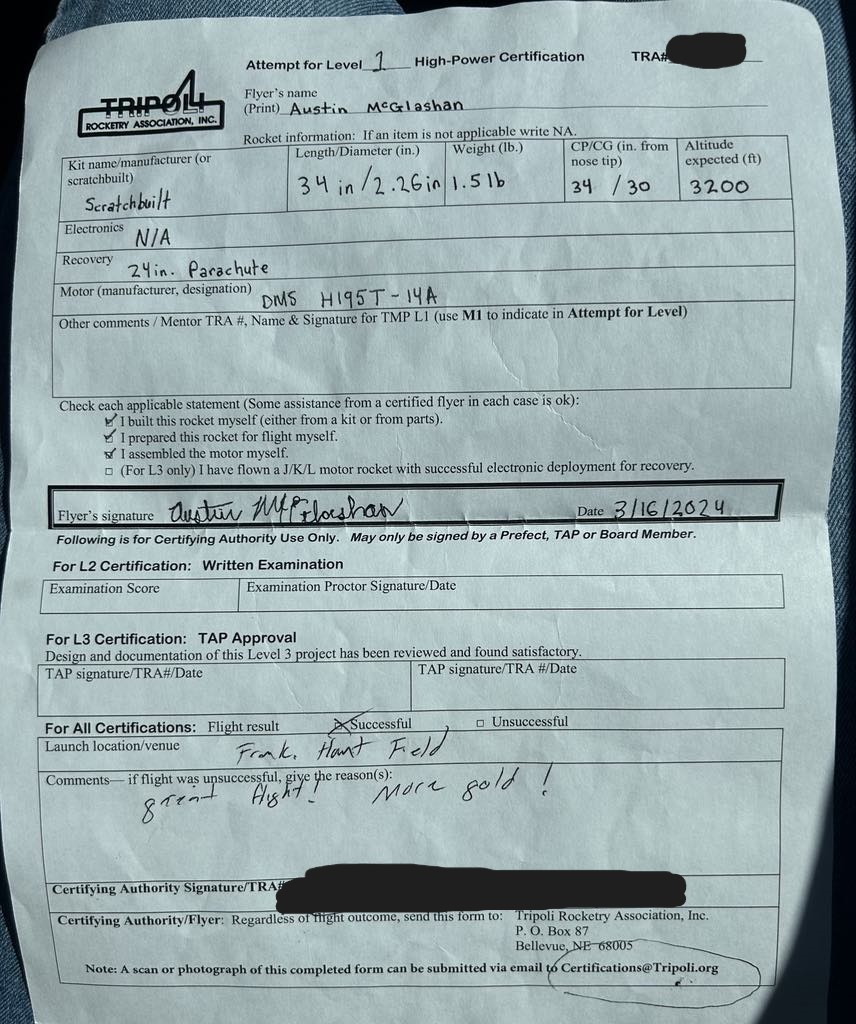 Attempt for Level 1 High-Power Certification TRA#
TRIPOLI
ROCKETRY ASSOCIATION, INC.
Flyer's name
(Print) Austin McGlashan
Rocket information: If an item is not applicable write NA.
Kit name/manufacturer (or scratchbuilt)
Scratchbuilt
Length/Diameter (in.)
34 in/2.26in
Weight (lb.)
1.5 lb
CP/CG (in. from nose tip)
34 / 30
Altitude expected (ft)
3200
Electronics N/A
Recovery 24in. Parachute
Motor (manufacturer, designation) DMS H195T-14A
Other comments / Mentor TRA #, Name & Signature for TMP L1 (use M1 to indicate in Attempt for Level)
Check each applicable statement (Some assistance from a certified flyer in each case is ok):
☑ I built this rocket myself (either from a kit or from parts).
☑ I prepared this rocket for flight myself.
☑ I assembled the motor myself.
☐ (For L3 only) I have flown a J/K/L motor rocket with successful electronic deployment for recovery.
Flyer's signature Austin McGlashan Date 3/16/2024
Following is for Certifying Authority Use Only. May only be signed by a Prefect, TAP or Board Member.
For L2 Certification: Written Examination
Examination Score
Examination Proctor Signature/Date
For L3 Certification: TAP Approval
Design and documentation of this Level 3 project has been reviewed and found satisfactory.
TAP signature/TRA#/Date
TAP signature/TRA #/Date
For All Certifications: Flight result ☒ Successful ☐ Unsuccessful
Launch location/venue Frank Hunt Field
Comments— if flight was unsuccessful, give the reason(s):
great flight! More gold!
Certifying Authority Signature/TRA#
Certifying Authority/Flyer: Regardless of flight outcome, send this form to: Tripoli Rocketry Association, Inc.
P. O. Box 87
Bellevue, NE 68005
Note: A scan or photograph of this completed form can be submitted via email to Certifications@Tripoli.org